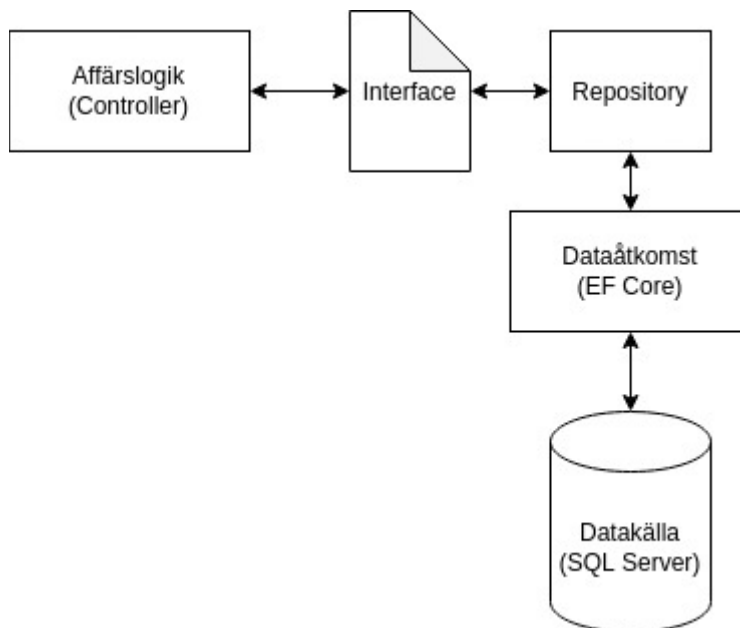 Affärslogik
(Controller)
Interface
Repository
Dataåtkomst
(EF Core)
Datakälla
(SQL Server)